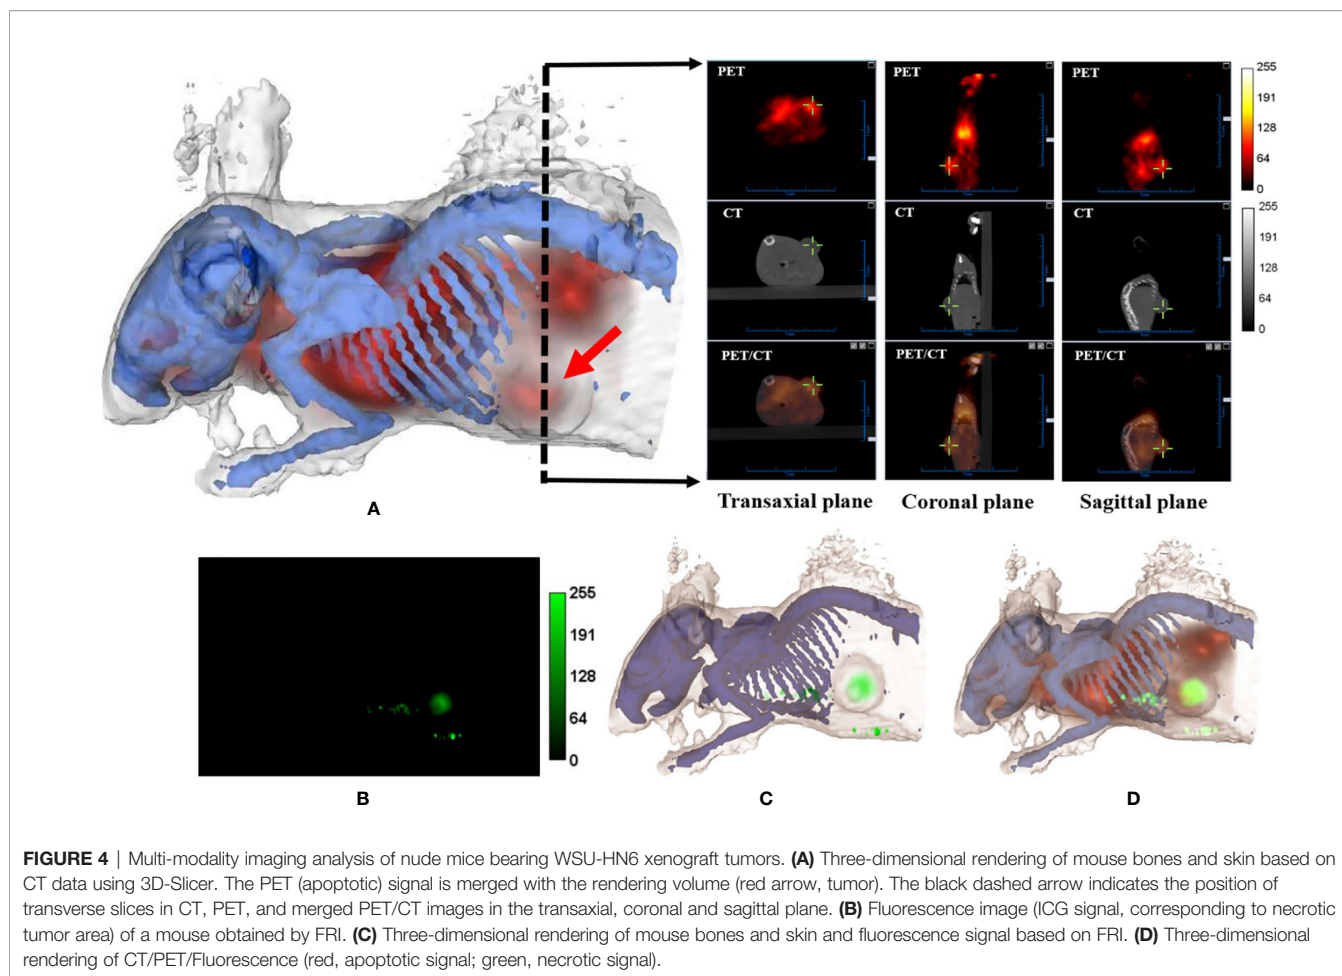 PET
PET
PET
255
191
128
64
0
CT
CT
CT
255
191
128
64
0
PET/CT
PET/CT
PET/CT
Transaxial plane
Coronal plane
Sagittal plane
A
255
191
128
64
0
B
C
D
FIGURE 4 | Multi-modality imaging analysis of nude mice bearing WSU-HN6 xenograft tumors. (A) Three-dimensional rendering of mouse bones and skin based on
CT data using 3D-Slicer. The PET (apoptotic) signal is merged with the rendering volume (red arrow, tumor). The black dashed arrow indicates the position of
transverse slices in CT, PET, and merged PET/CT images in the transaxial, coronal and sagittal plane. (B) Fluorescence image (ICG signal, corresponding to necrotic
tumor area) of a mouse obtained by FRI. (C) Three-dimensional rendering of mouse bones and skin and fluorescence signal based on FRI. (D) Three-dimensional
rendering of CT/PET/Fluorescence (red, apoptotic signal; green, necrotic signal).